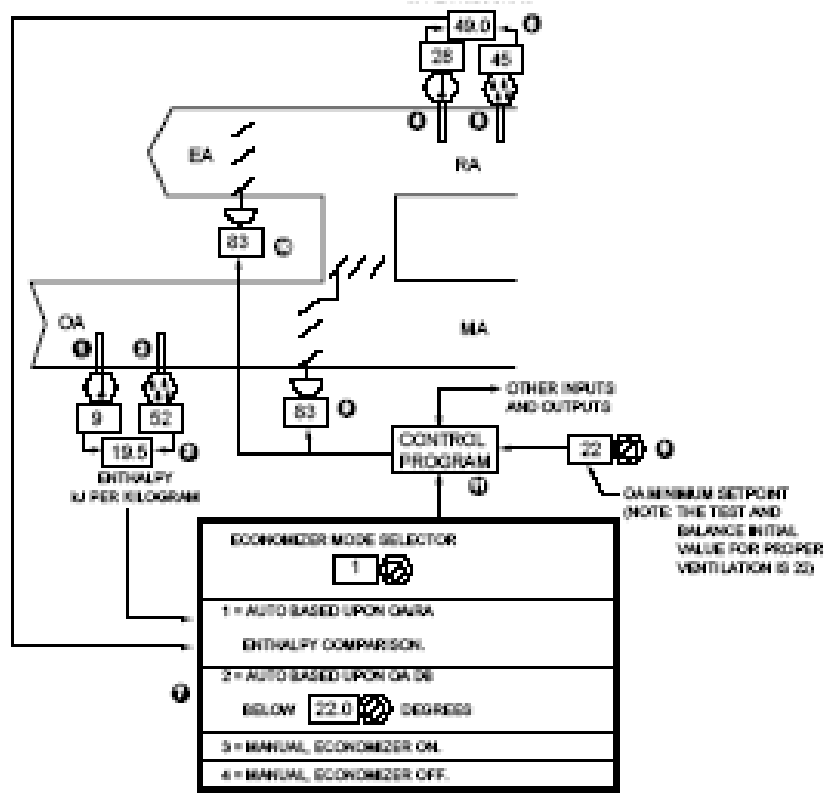 49.0
28 45
EA
RA
83
OA
MA
9 52
83
19.5
ENTHALPY
KJ PER KILOGRAM
OTHER INPUTS
AND OUTPUTS
CONTROL
PROGRAM
22
OA MINIMUM SETPOINT
(NOTE: THE TEST AND
BALANCE INITIAL
VALUE FOR PROPER
VENTILATION IS 22)
ECONOMIZER MODE SELECTOR
1
1 = AUTO BASED UPON OA/RA
ENTHALPY COMPARISON.
2 = AUTO BASED UPON OA DB
BELOW 22.0 DEGREES
3 = MANUAL, ECONOMIZER ON.
4 = MANUAL, ECONOMIZER OFF.